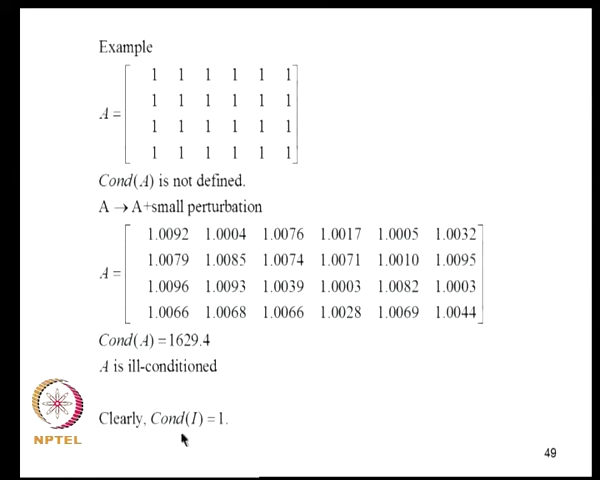 Example
A =
1 1 1 1 1 1
1 1 1 1 1 1
1 1 1 1 1 1
1 1 1 1 1 1
Cond(A) is not defined.
A → A+small perturbation
A =
1.0092 1.0004 1.0076 1.0017 1.0005 1.0032
1.0079 1.0085 1.0074 1.0071 1.0010 1.0095
1.0096 1.0093 1.0039 1.0003 1.0082 1.0003
1.0066 1.0068 1.0066 1.0028 1.0069 1.0044
Cond(A) = 1629.4
A is ill-conditioned
Clearly, Cond(I) = 1.
NPTEL
49